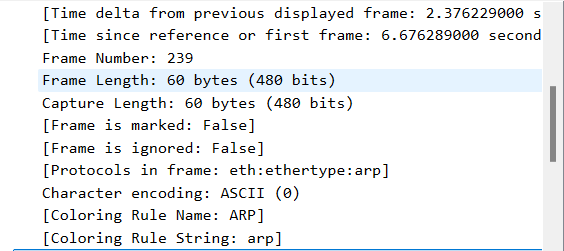 [Time delta from previous displayed frame: 2.376229000 s
[Time since reference or first frame: 6.676289000 second
Frame Number: 239
Frame Length: 60 bytes (480 bits)
Capture Length: 60 bytes (480 bits)
[Frame is marked: False]
[Frame is ignored: False]
[Protocols in frame: eth:ethertype:arp]
Character encoding: ASCII (0)
[Coloring Rule Name: ARP]
[Coloring Rule String: arp]